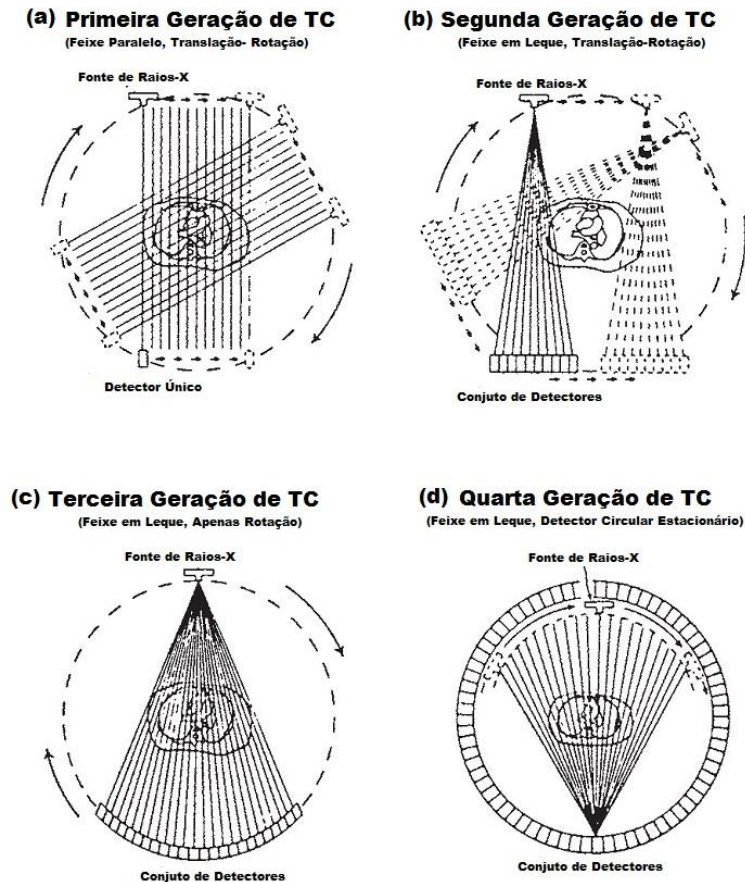 (a) Primeira Geração de TC
(Feixe Paralelo, Translação- Rotação)
Fonte de Raios-X
Detector Único
(b) Segunda Geração de TC
(Feixe em Leque, Translação-Rotação)
Fonte de Raios-X
Conjuto de Detectores
(c) Terceira Geração de TC
(Feixe em Leque, Apenas Rotação)
Fonte de Raios-X
Conjuto de Detectores
(d) Quarta Geração de TC
(Feixe em Leque, Detector Circular Estacionário)
Fonte de Raios-X
Conjuto de Detectores